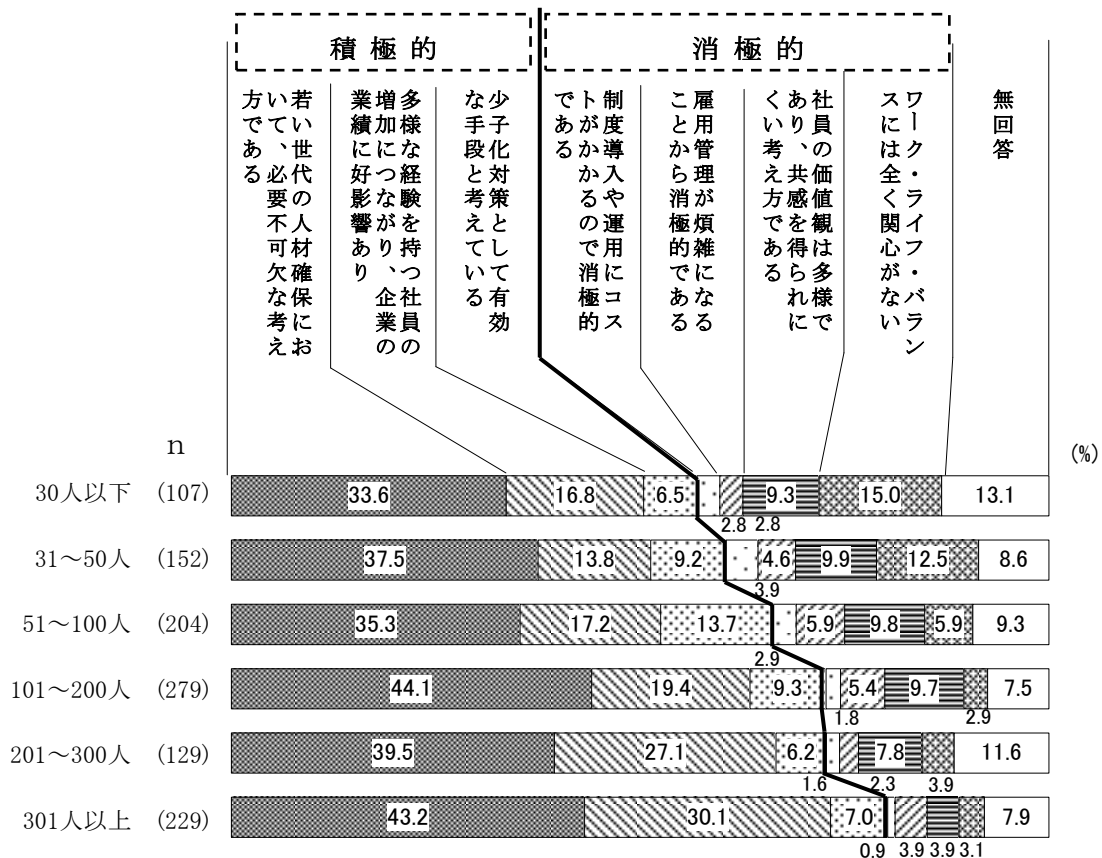 積極的
消極的
若い世代の人材確保にお
いて、必要不可欠な考え
方である
多様な経験を持つ社員の
増加につながり、企業の
業績に好影響あり
少子化対策として有効
な手段と考えている
制度導入や運用にコス
トがかかるので消極的
である
雇用管理が煩雑になる
ことから消極的である
社員の価値観は多様で
あり、共感を得られに
くい考え方である
ワーク・ライフ・バラン
スには全く関心がない
無回答
n
(%)
30人以下 (107) 33.6 16.8 6.5 9.3 15.0 13.1
2.8 2.8
31～50人 (152) 37.5 13.8 9.2 4.6 9.9 12.5 8.6
3.9
51～100人 (204) 35.3 17.2 13.7 5.9 9.8 5.9 9.3
2.9
101～200人 (279) 44.1 19.4 9.3 5.4 9.7 7.5
1.8 2.9
201～300人 (129) 39.5 27.1 6.2 7.8 11.6
1.6 2.3 3.9
301人以上 (229) 43.2 30.1 7.0 7.9
0.9 3.9 3.9 3.1